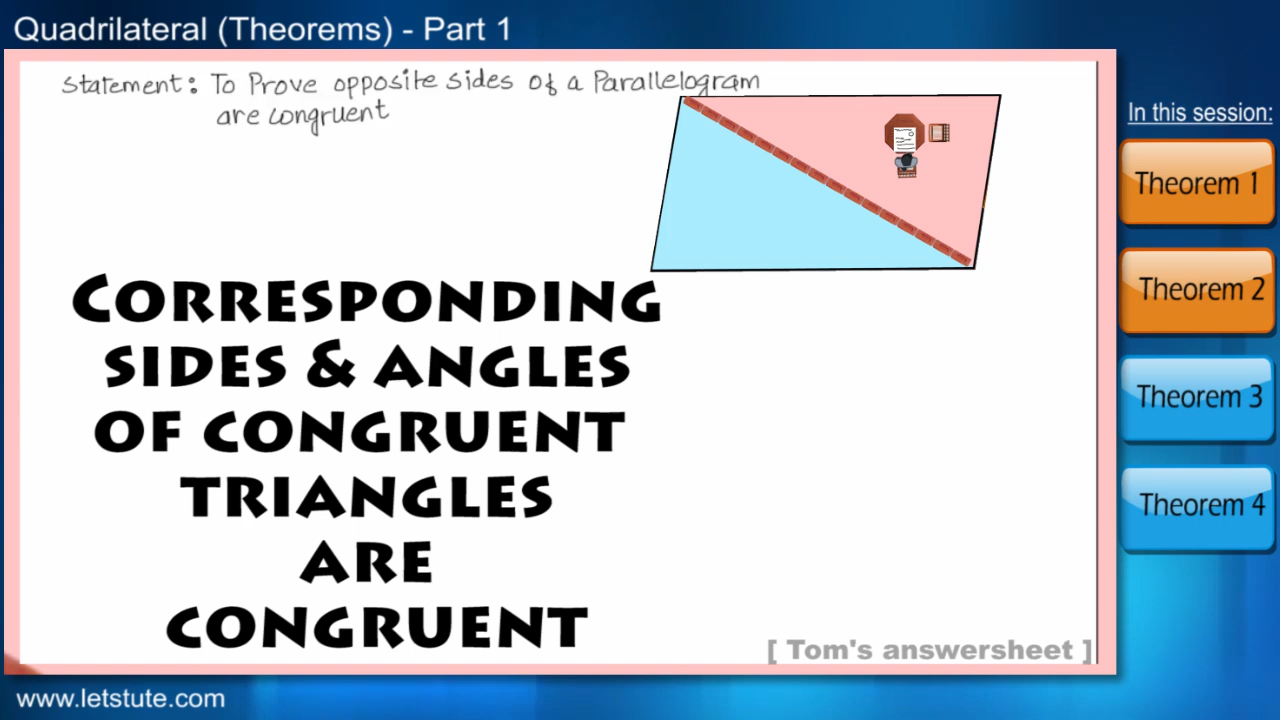 Quadrilateral (Theorems) - Part 1
Statement: To Prove opposite sides of a Parallelogram
are congruent
In this session:
Theorem 1
Theorem 2
Theorem 3
Theorem 4
CORRESPONDING
SIDES & ANGLES
OF CONGRUENT
TRIANGLES
ARE
CONGRUENT
[ Tom's answersheet ]
www.letstute.com